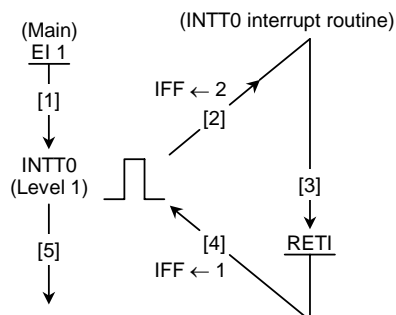 (Main)
EI 1
[1]
INTT0
(Level 1)
[5]
(INTT0 interrupt routine)
IFF ← 2
[2]
[3]
RETI
[4]
IFF ← 1